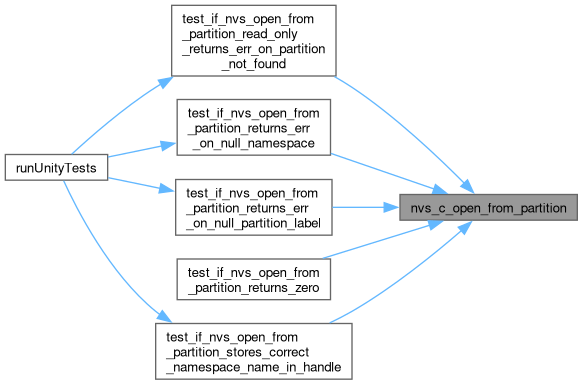 test_if_nvs_open_from
_partition_read_only
_returns_err_on_partition
_not_found
test_if_nvs_open_from
_partition_returns_err
_on_null_namespace
runUnityTests
test_if_nvs_open_from
_partition_returns_err
_on_null_partition_label
nvs_c_open_from_partition
test_if_nvs_open_from
_partition_returns_zero
test_if_nvs_open_from
_partition_stores_correct
_namespace_name_in_handle